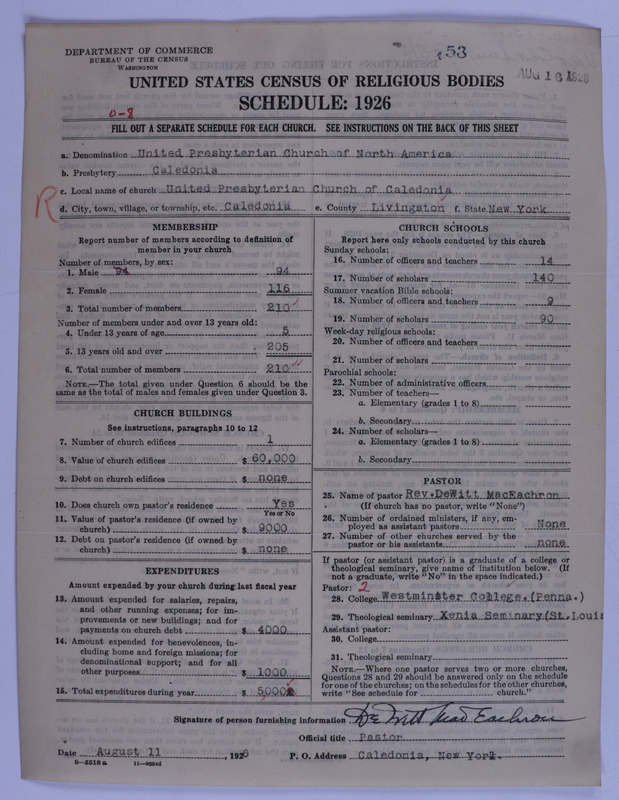 DEPARTMENT OF COMMERCE
BUREAU OF THE CENSUS
WASHINGTON
53
AUG 16 1926
UNITED STATES CENSUS OF RELIGIOUS BODIES
SCHEDULE: 1926
0-8
FILL OUT A SEPARATE SCHEDULE FOR EACH CHURCH. SEE INSTRUCTIONS ON THE BACK OF THIS SHEET
a. Denomination United Presbyterian Church of North America
b. Presbytery Caledonia
c. Local name of church United Presbyterian Church of Caledonia
R
d. City, town, village, or township, etc. Caledonia e. County Livingston f. State New York
MEMBERSHIP
Report number of members according to definition of
member in your church
Number of members, by sex:
1. Male 94 94
2. Female 116
3. Total number of members 210
Number of members under and over 13 years old:
4. Under 13 years of age 5
5. 13 years old and over 205
6. Total number of members 210
NOTE.—The total given under Question 6 should be the
same as the total of males and females given under Question 3.
CHURCH BUILDINGS
See instructions, paragraphs 10 to 12
7. Number of church edifices 1
8. Value of church edifices $ 60,000
9. Debt on church edifices $ none
10. Does church own pastor's residence Yes
Yes or No
11. Value of pastor's residence (if owned by
church) $ 9000
12. Debt on pastor's residence (if owned by
church) $ none
EXPENDITURES
Amount expended by your church during last fiscal year
13. Amount expended for salaries, repairs,
and other running expenses; for im-
provements or new buildings; and for
payments on church debt $ 4000
14. Amount expended for benevolences, in-
cluding home and foreign missions; for
denominational support; and for all
other purposes $ 1000
15. Total expenditures during year $ 5000
CHURCH SCHOOLS
Report here only schools conducted by this church
Sunday schools:
16. Number of officers and teachers 14
17. Number of scholars 140
Summer vacation Bible schools:
18. Number of officers and teachers 9
19. Number of scholars 90
Week-day religious schools:
20. Number of officers and teachers
21. Number of scholars
Parochial schools:
22. Number of administrative officers
23. Number of teachers—
a. Elementary (grades 1 to 8)
b. Secondary
24. Number of scholars—
a. Elementary (grades 1 to 8)
b. Secondary
PASTOR
25. Name of pastor Rev.DeWitt MacEachron
(If church has no pastor, write "None")
26. Number of ordained ministers, if any, em-
ployed as assistant pastors None
27. Number of other churches served by the
pastor or his assistants none
If pastor (or assistant pastor) is a graduate of a college or
theological seminary, give name of institution below. (If
not a graduate, write "No" in the space indicated.)
Pastor: 2
28. College Westminster College.(Penna.)
29. Theological seminary Xenia Seminary(St.Loui
Assistant pastor:
30. College
31. Theological seminary
NOTE.—Where one pastor serves two or more churches,
Questions 28 and 29 should be answered only on the schedule
for one of the churches; on the schedules for the other churches,
write "See schedule for church."
Signature of person furnishing information DeWitt MacEachron
Official title Pastor
Date August 11, 1926 P. O. Address Caledonia, New York.
8-5518a